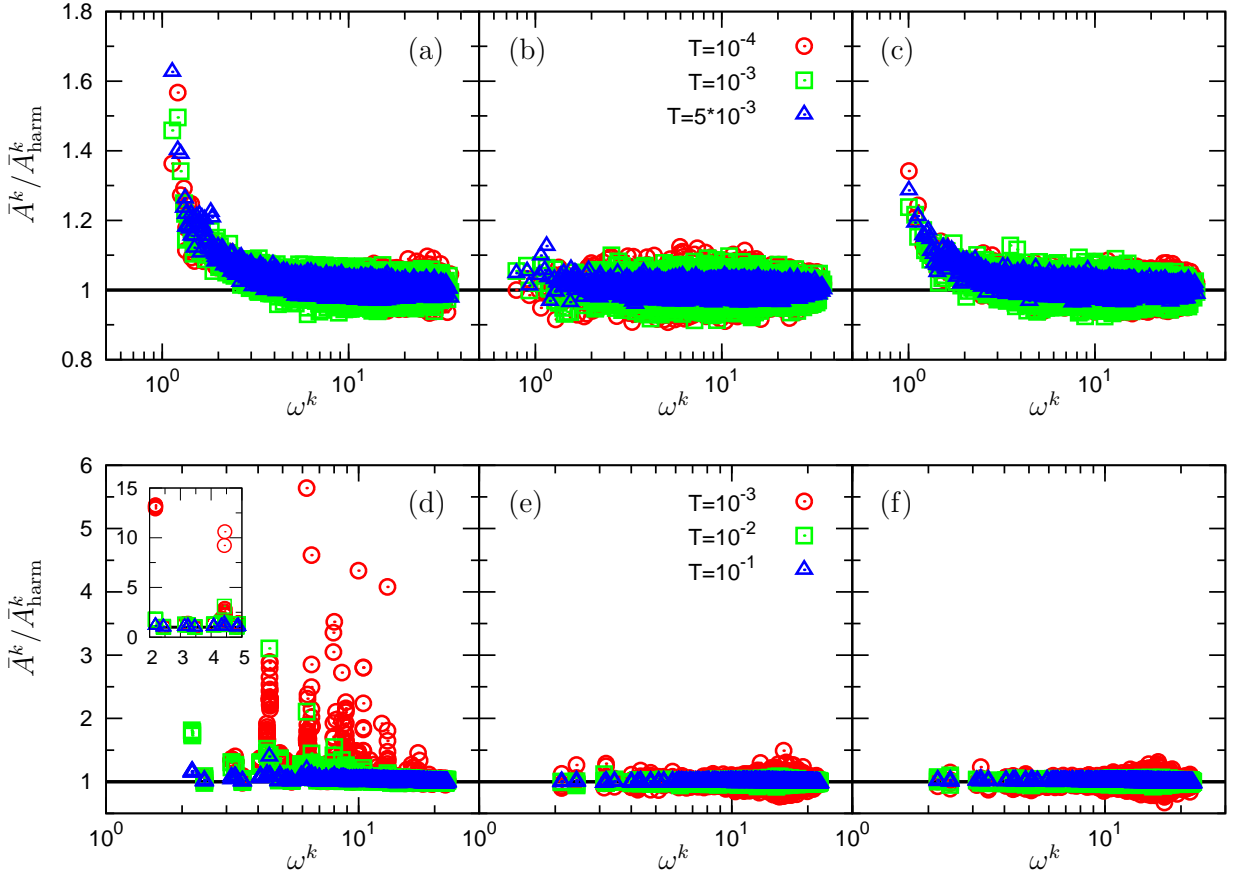 1.8
1.6
1.4
1.2
1
0.8
Ā^k / Ā^k_harm
(a)
(b)
(c)
T=10^-4
T=10^-3
T=5*10^-3
10^0 10^1
ω^k
10^0 10^1
ω^k
10^0 10^1
ω^k
6
5
4
3
2
1
Ā^k / Ā^k_harm
(d)
15
10
5
0
2 3 4 5
(e)
(f)
T=10^-3
T=10^-2
T=10^-1
10^0 10^1
ω^k
10^0 10^1
ω^k
10^0 10^1
ω^k